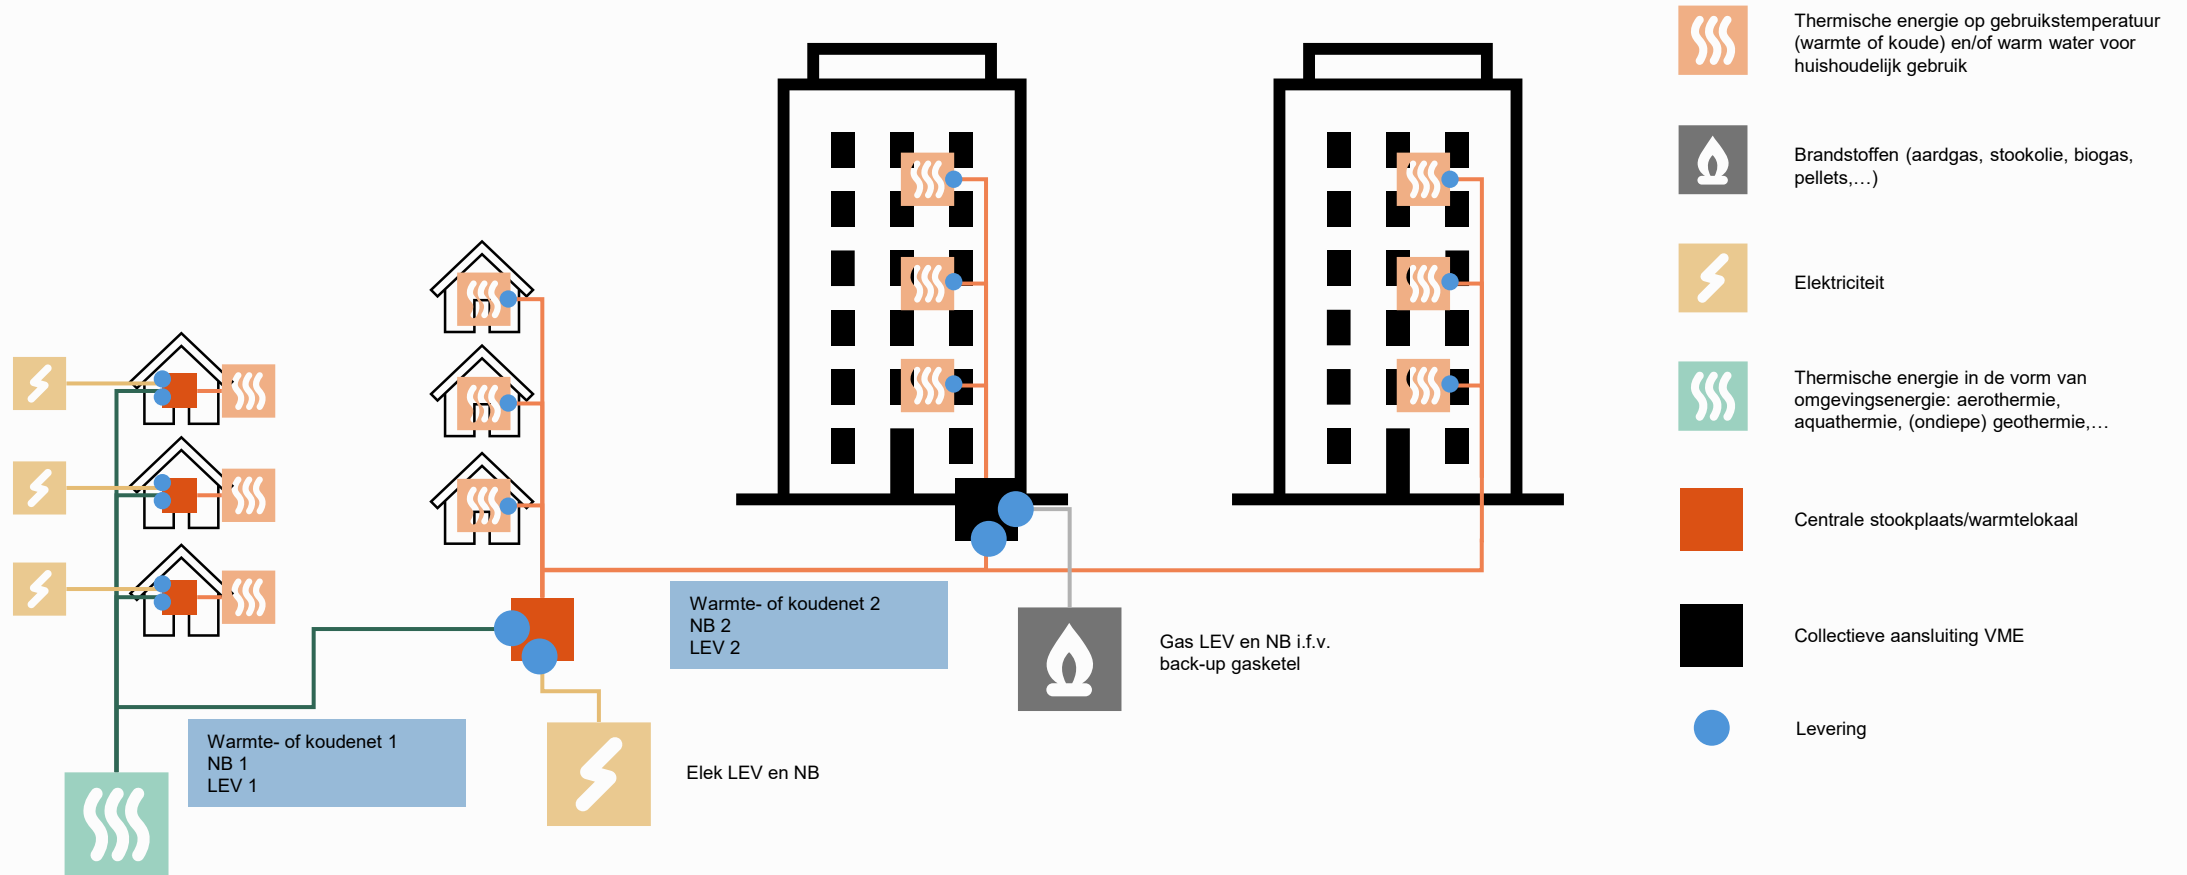 Thermische energie op gebruikstemperatuur
(warmte of koude) en/of warm water voor
huishoudelijk gebruik
Brandstoffen (aardgas, stookolie, biogas,
pellets,…)
Elektriciteit
Thermische energie in de vorm van
omgevingsenergie: aerothermie,
aquathermie, (ondiepe) geothermie,…
Centrale stookplaats/warmtelokaal
Collectieve aansluiting VME
Levering
Warmte- of koudenet 2
NB 2
LEV 2
Gas LEV en NB i.f.v.
back-up gasketel
Warmte- of koudenet 1
NB 1
LEV 1
Elek LEV en NB